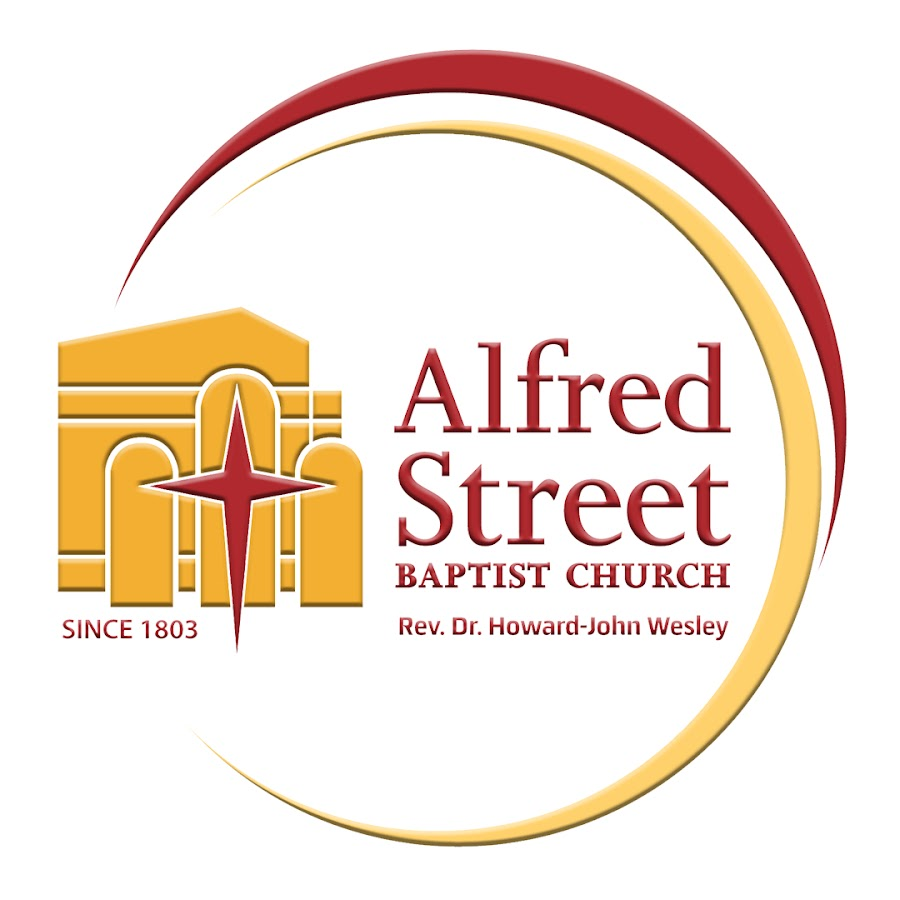 Alfred
Street
BAPTIST CHURCH
SINCE 1803
Rev. Dr. Howard-John Wesley